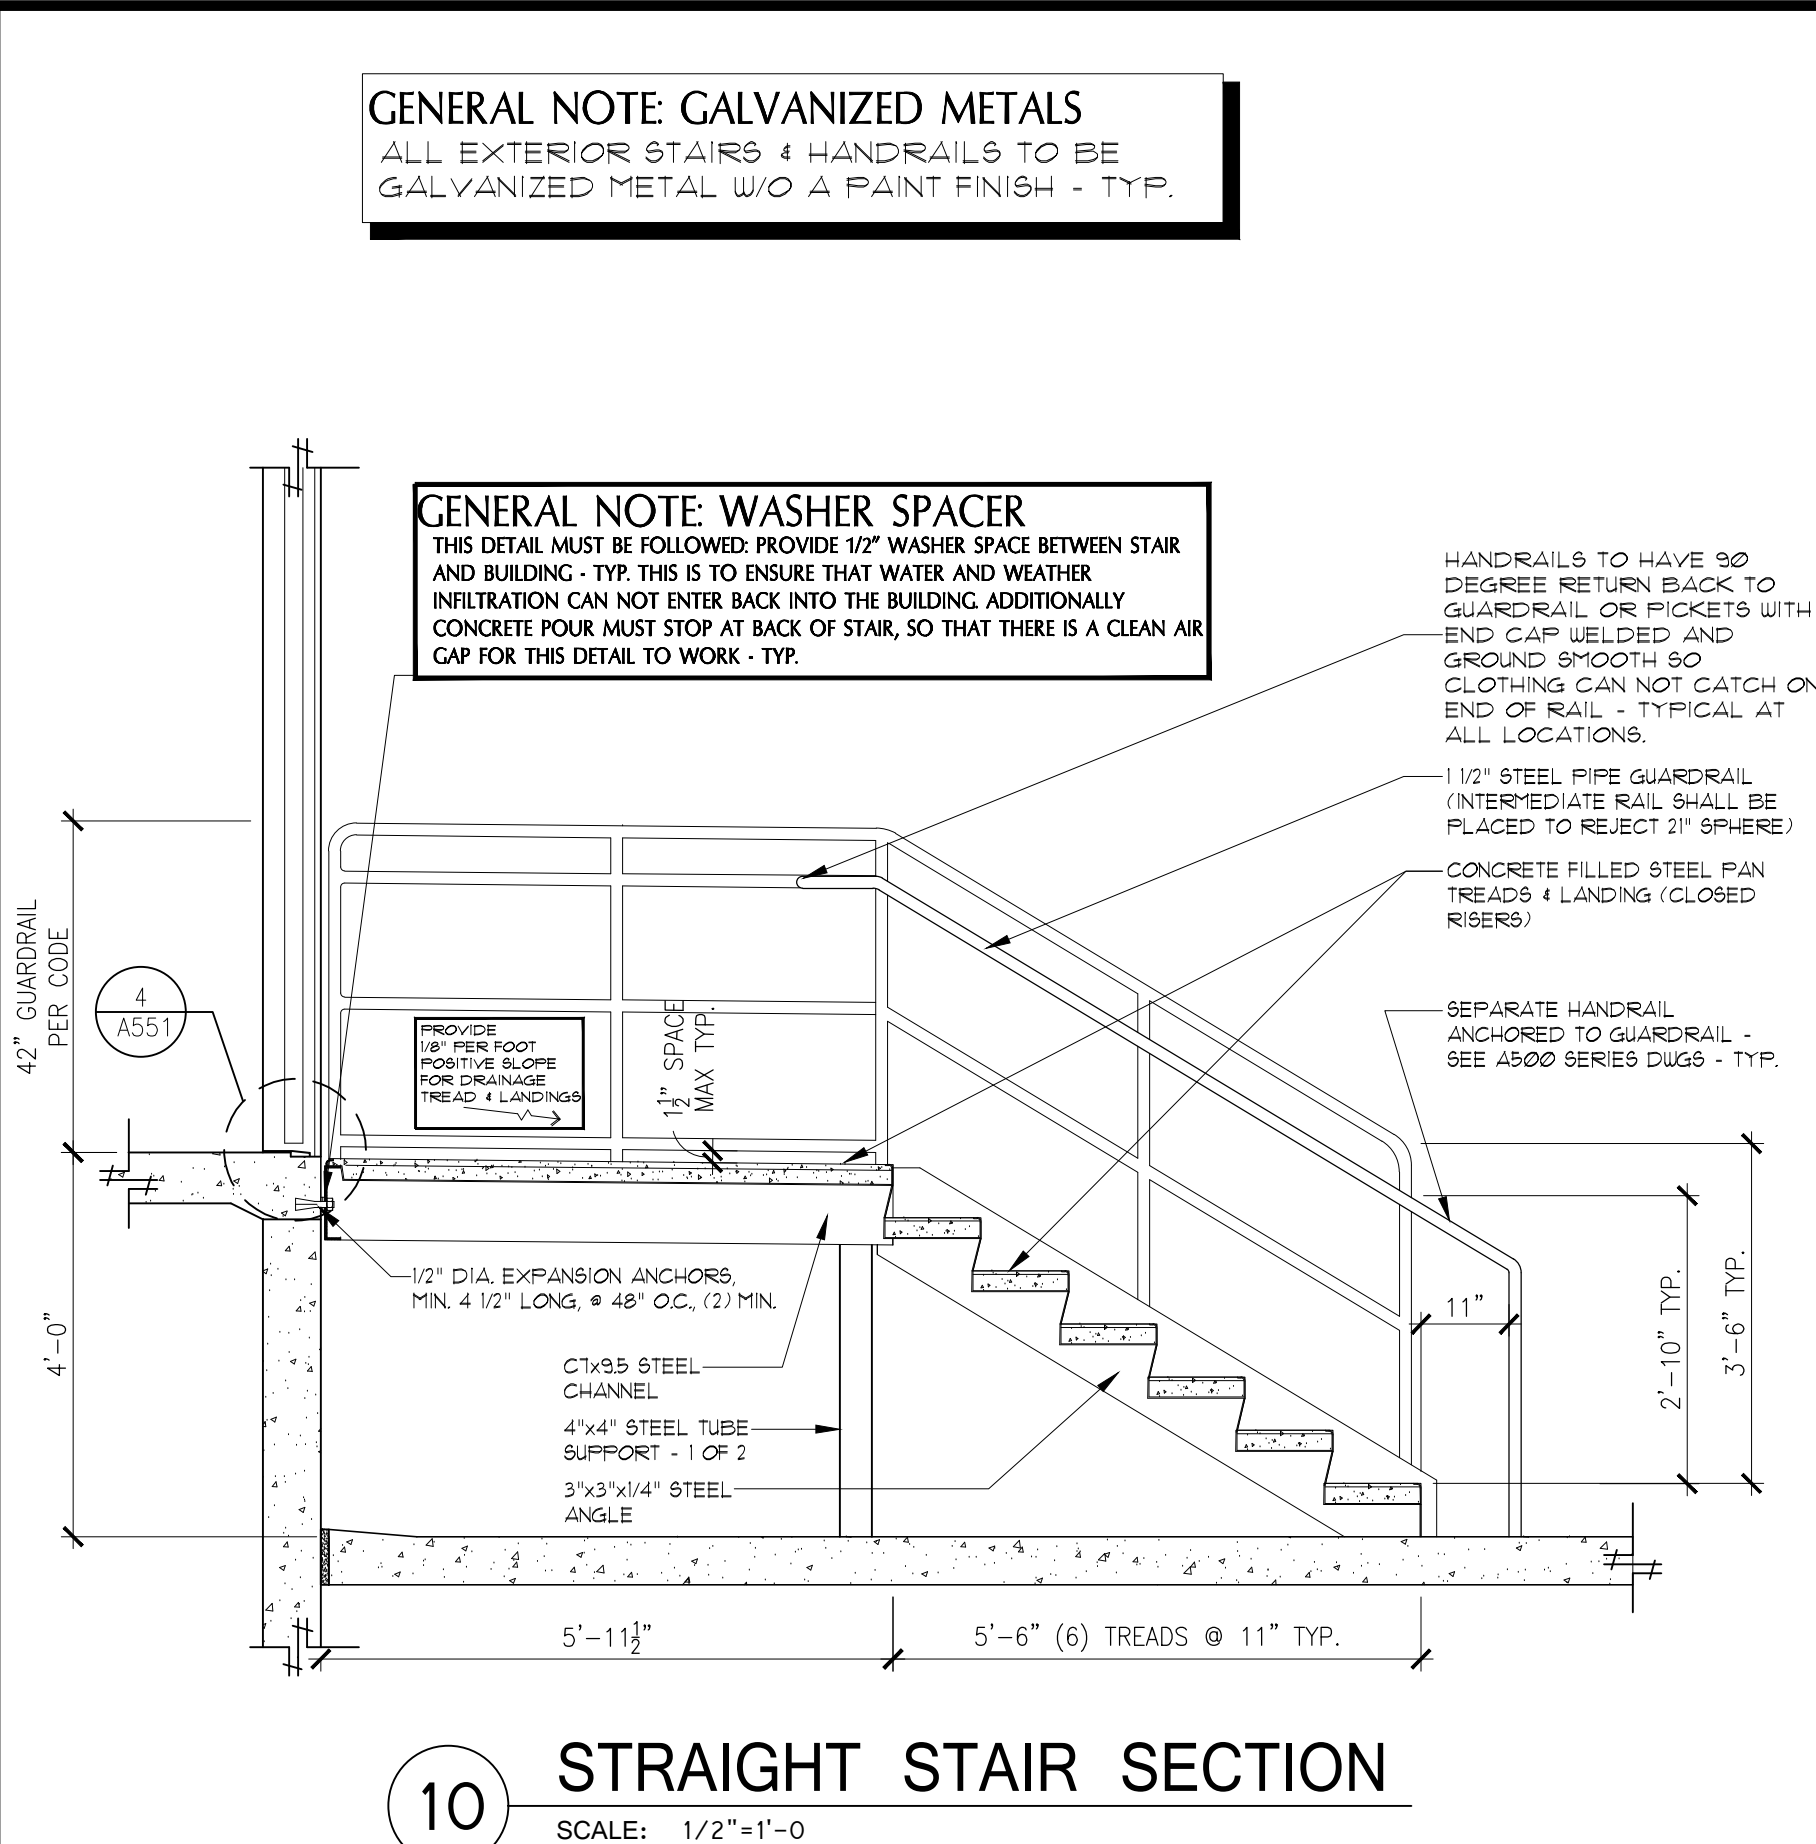 GENERAL NOTE: GALVANIZED METALS
ALL EXTERIOR STAIRS & HANDRAILS TO BE
GALVANIZED METAL W/O A PAINT FINISH - TYP.
GENERAL NOTE: WASHER SPACER
THIS DETAIL MUST BE FOLLOWED: PROVIDE 1/2" WASHER SPACE BETWEEN STAIR
AND BUILDING - TYP. THIS IS TO ENSURE THAT WATER AND WEATHER
INFILTRATION CAN NOT ENTER BACK INTO THE BUILDING. ADDITIONALLY
CONCRETE POUR MUST STOP AT BACK OF STAIR, SO THAT THERE IS A CLEAN AIR
GAP FOR THIS DETAIL TO WORK - TYP.
HANDRAILS TO HAVE 90
DEGREE RETURN BACK TO
GUARDRAIL OR PICKETS WITH
END CAP WELDED AND
GROUND SMOOTH SO
CLOTHING CAN NOT CATCH ON
END OF RAIL - TYPICAL AT
ALL LOCATIONS.
1 1/2" STEEL PIPE GUARDRAIL
(INTERMEDIATE RAIL SHALL BE
PLACED TO REJECT 21" SPHERE)
CONCRETE FILLED STEEL PAN
TREADS & LANDING (CLOSED
RISERS)
SEPARATE HANDRAIL
ANCHORED TO GUARDRAIL -
SEE A500 SERIES DWGS - TYP.
42" GUARDRAIL
PER CODE
4
A551
PROVIDE
1/8" PER FOOT
POSITIVE SLOPE
FOR DRAINAGE
TREAD & LANDINGS
1 1/2" SPACE
MAX TYP.
1/2" DIA. EXPANSION ANCHORS,
MIN. 4 1/2" LONG, @ 48" O.C., (2) MIN.
4'-0"
C7x9.5 STEEL
CHANNEL
4"x4" STEEL TUBE
SUPPORT - 1 OF 2
3"x3"x1/4" STEEL
ANGLE
11"
2'-10" TYP.
3'-6" TYP.
5'-11 1/2"
5'-6" (6) TREADS @ 11" TYP.
10
STRAIGHT STAIR SECTION
SCALE: 1/2"=1'-0